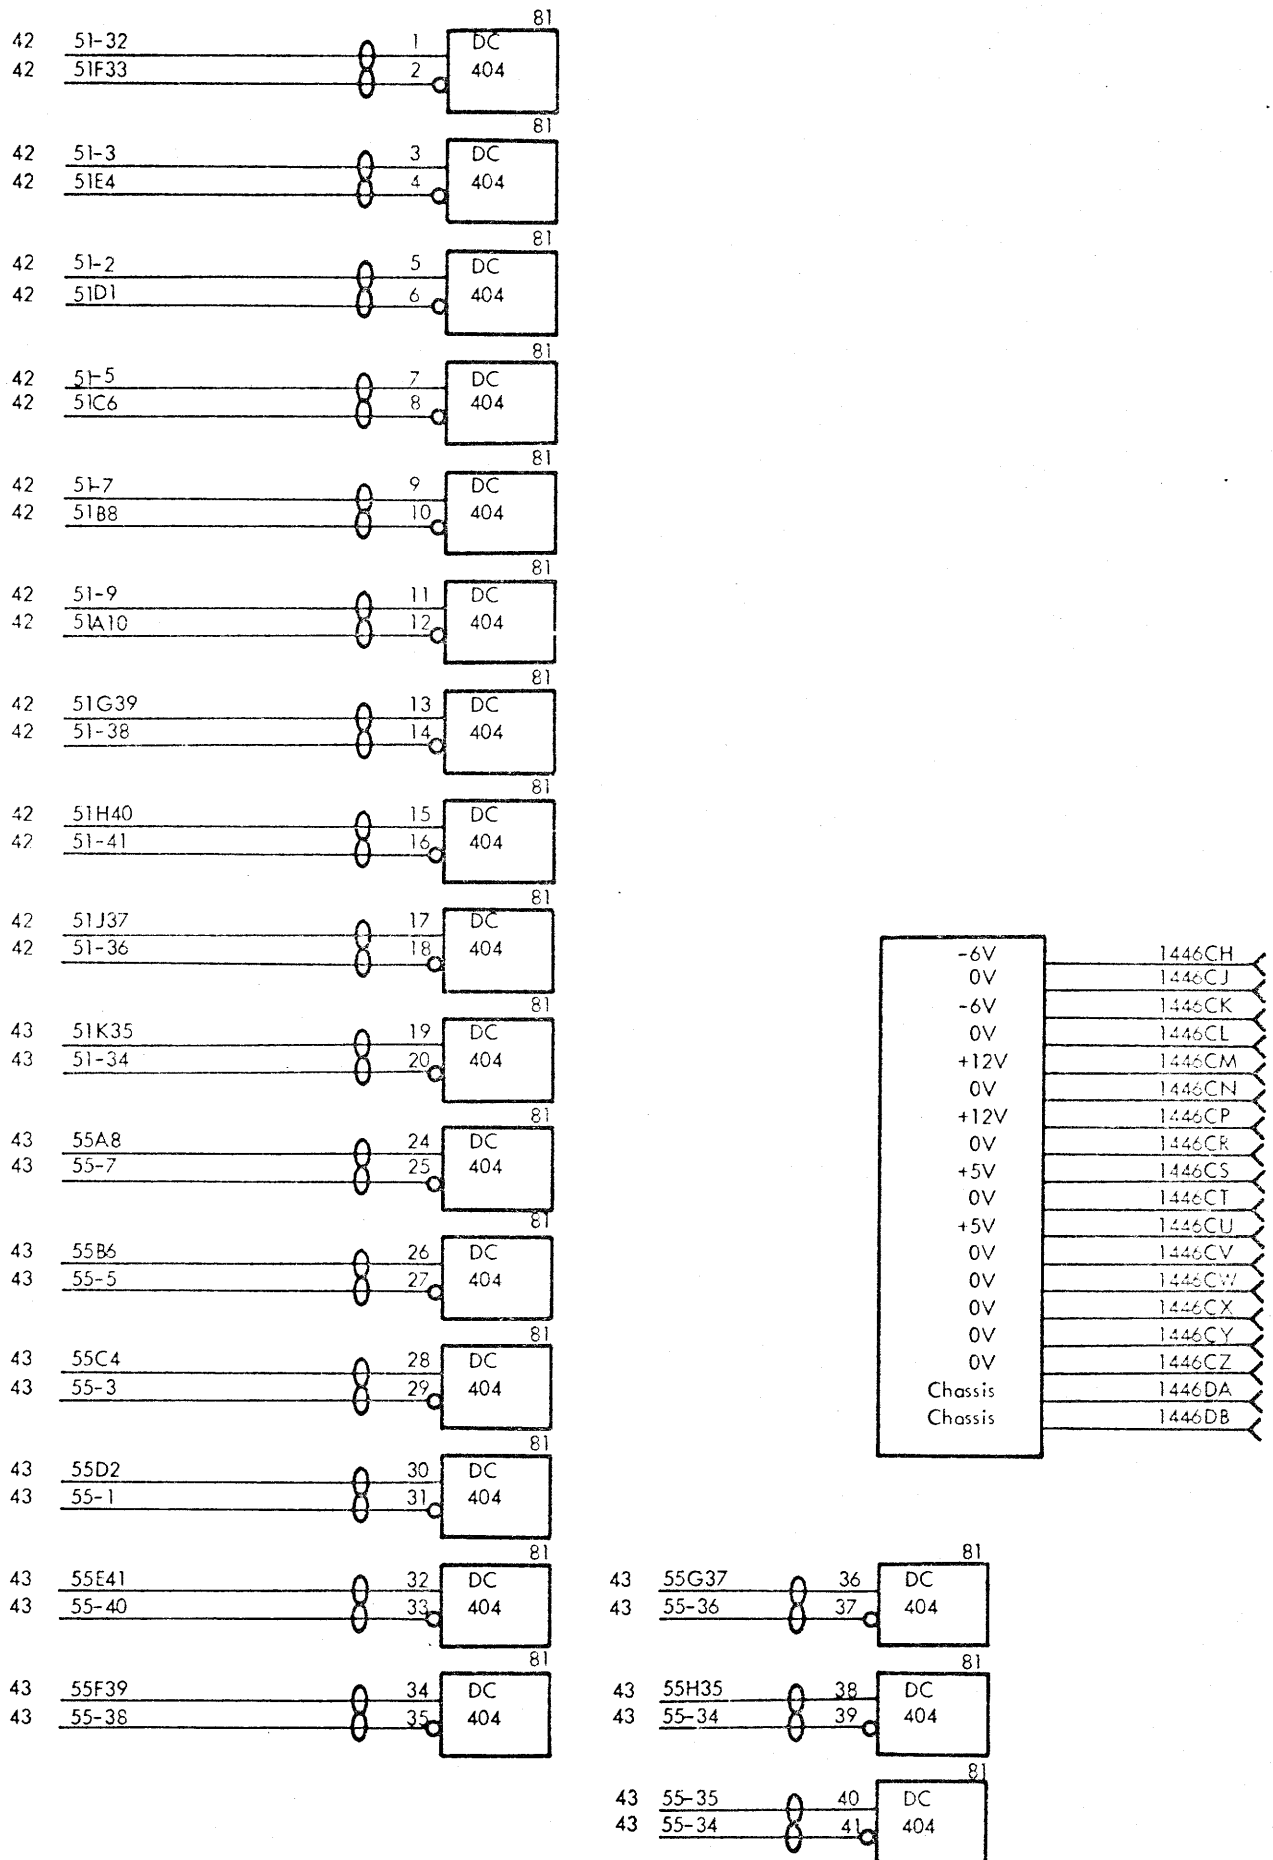 81
42 51-32 1 DC
42 51F33 2 404
81
42 51-3 3 DC
42 51E4 4 404
81
42 51-2 5 DC
42 51D1 6 404
81
42 51-5 7 DC
42 51C6 8 404
81
42 51-7 9 DC
42 51B8 10 404
81
42 51-9 11 DC
42 51A10 12 404
81
42 51G39 13 DC
42 51-38 14 404
81
42 51H40 15 DC
42 51-41 16 404
81
42 51J37 17 DC
42 51-36 18 404
81
43 51K35 19 DC
43 51-34 20 404
81
43 55A8 24 DC
43 55-7 25 404
81
43 55B6 26 DC
43 55-5 27 404
81
43 55C4 28 DC
43 55-3 29 404
81
43 55D2 30 DC
43 55-1 31 404
81
43 55E41 32 DC
43 55-40 33 404
81
43 55F39 34 DC
43 55-38 35 404
-6V 1446CH
0V 1446CJ
-6V 1446CK
0V 1446CL
+12V 1446CM
0V 1446CN
+12V 1446CP
0V 1446CR
+5V 1446CS
0V 1446CT
+5V 1446CU
0V 1446CV
0V 1446CW
0V 1446CX
0V 1446CY
0V 1446CZ
Chassis 1446DA
Chassis 1446DB
81
43 55G37 36 DC
43 55-36 37 404
81
43 55H35 38 DC
43 55-34 39 404
81
43 55-35 40 DC
43 55-34 41 404